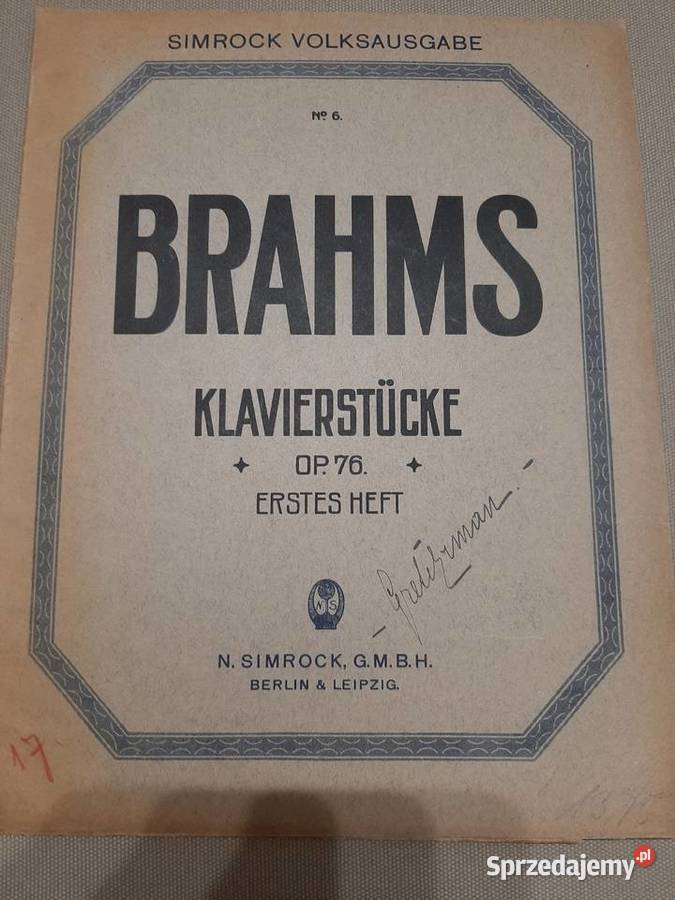 SIMROCK VOLKSAUSGABE
Nº 6.
BRAHMS
KLAVIERSTÜCKE
OP. 76.
ERSTES HEFT
N S
N. SIMROCK, G.M.B.H.
BERLIN & LEIPZIG.
17.
Sprzedajemy.pl